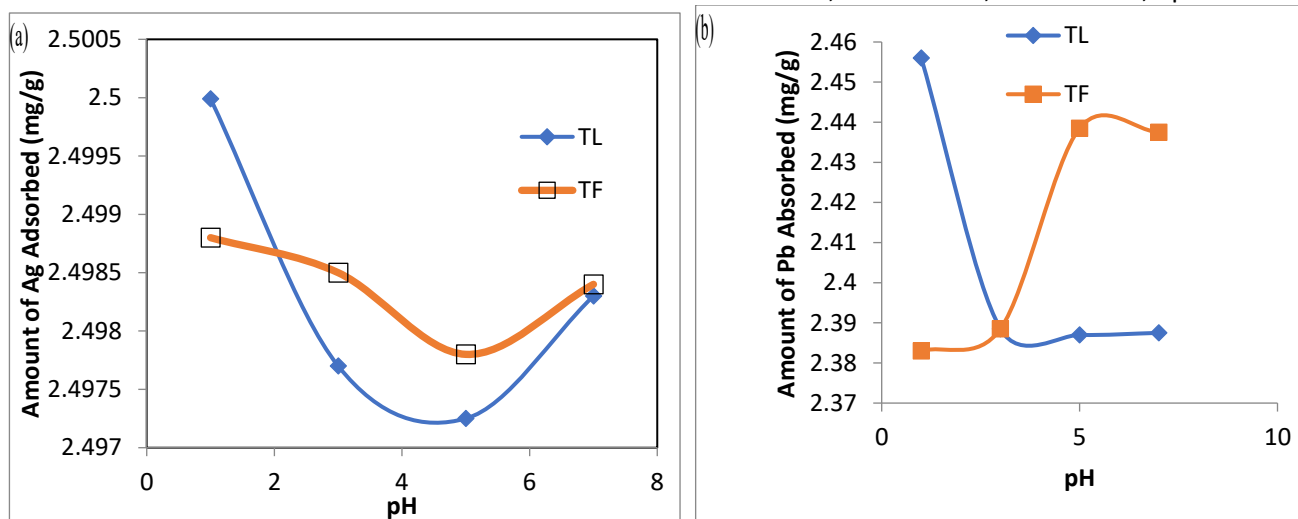 (a)
2.5005
2.5
2.4995
2.499
2.4985
2.498
2.4975
2.497
Amount of Ag Adsorbed (mg/g)
TL
TF
0 2 4 6 8
pH
(b)
2.46
2.45
2.44
2.43
2.42
2.41
2.4
2.39
2.38
2.37
Amount of Pb Absorbed (mg/g)
TL
TF
0 5 10
pH